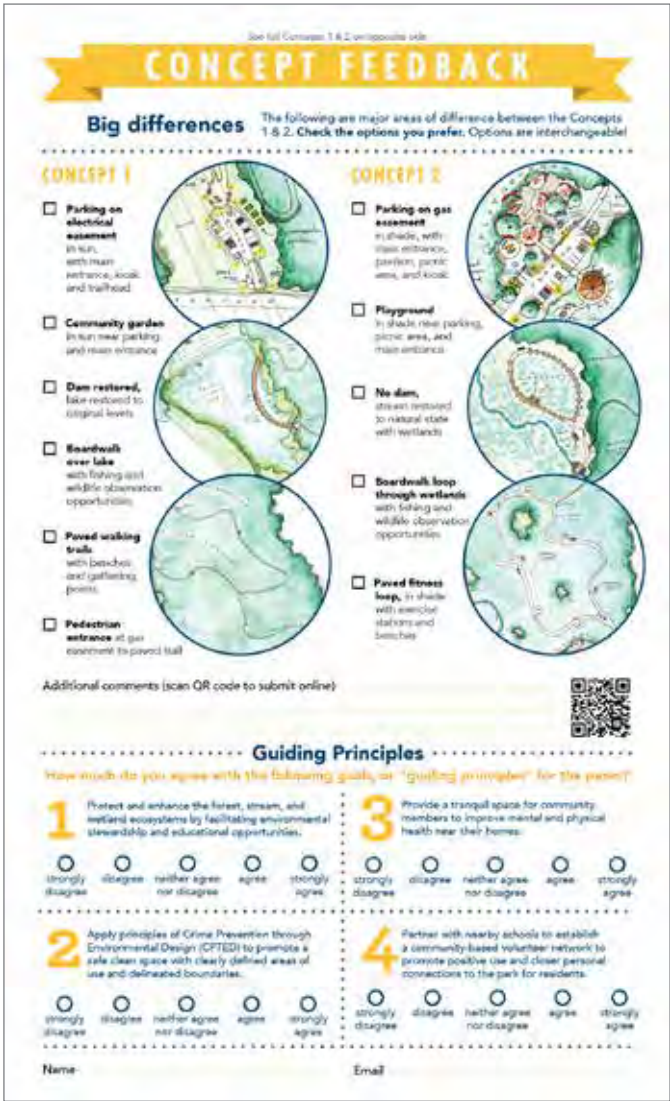 See full Concepts 1 & 2 on opposite side
CONCEPT FEEDBACK
Big differences
The following are major areas of difference between the Concepts
1 & 2. Check the options you prefer. Options are interchangeable!
CONCEPT 1
Parking on
electrical
easement
in sun,
with main
entrance, kiosk
and trailhead
Community garden
in sun near parking
and main entrance
Dam restored,
lake restored to
original levels
Boardwalk
over lake
with fishing and
wildlife observation
opportunities
Paved walking
trails
with benches
and gathering
points
Pedestrian
entrance at gas
easement to paved trail
CONCEPT 2
Parking on gas
easement
in shade, with
main entrance,
pavilion, picnic
area, and kiosk
Playground
in shade near parking,
picnic area, and
main entrance
No dam,
stream restored
to natural state
with wetlands
Boardwalk loop
through wetlands
with fishing and
wildlife observation
opportunities
Paved fitness
loop, in shade
with exercise
stations and
benches
Additional comments (scan QR code to submit online)
Guiding Principles
How much do you agree with the following goals, or "guiding principles" for the park?
1
Protect and enhance the forest, stream, and
wetland ecosystems by facilitating environmental
stewardship and educational opportunities.
strongly disagree
disagree
neither agree nor disagree
agree
strongly agree
2
Apply principles of Crime Prevention through
Environmental Design (CPTED) to promote a
safe clean space with clearly defined areas of
use and delineated boundaries.
strongly disagree
disagree
neither agree nor disagree
agree
strongly agree
3
Provide a tranquil space for community
members to improve mental and physical
health near their homes.
strongly disagree
disagree
neither agree nor disagree
agree
strongly agree
4
Partner with nearby schools to establish
a community-based volunteer network to
promote positive use and closer personal
connections to the park for residents.
strongly disagree
disagree
neither agree nor disagree
agree
strongly agree
Name
Email